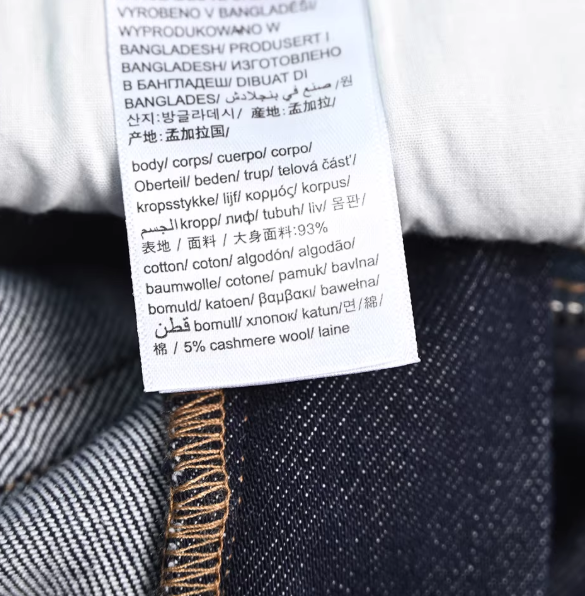 VYROBENO V BANGLADÉŠI/
WYPRODUKOWANO W
BANGLADESH/ PRODUSERT I
BANGLADESH/ ИЗГОТОВЛЕНО
В БАНГЛАДЕШ/ DIBUAT DI
BANGLADES/ صنع في بنجلادش /원
산지:방글라데시/ 産地:孟加拉/
产地:孟加拉国/
body/ corps/ cuerpo/ corpo/
Oberteil/ beden/ trup/ telová časť/
kropsstykke/ lijf/ κορμός/ korpus/
الجسم kropp/ лиф/ tubuh/ liv/ 몸판/
表地 / 面料 / 大身面料:93%
cotton/ coton/ algodón/ algodão/
baumwolle/ cotone/ pamuk/ bavlna/
bomuld/ katoen/ βαμβακι/ bawełna/
قطن bomull/ хлопок/ katun/면/綿/
棉 / 5% cashmere wool/ laine